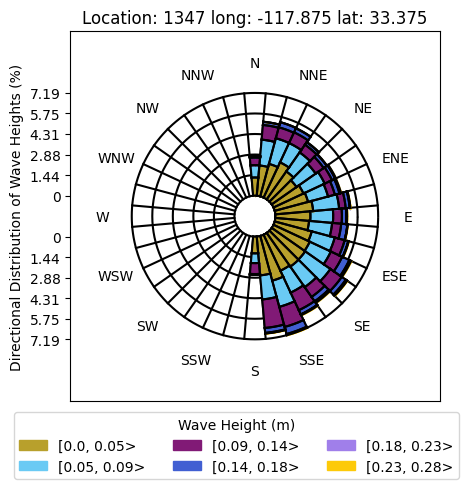 Location: 1347 long: -117.875 lat: 33.375
Directional Distribution of Wave Heights (%)
7.19
5.75
4.31
2.88
1.44
0
0
1.44
2.88
4.31
5.75
7.19
N
NNW
NNE
NW
NE
WNW
ENE
W
E
WSW
ESE
SW
SE
SSW
SSE
S
Wave Height (m)
[0.0, 0.05>
[0.09, 0.14>
[0.18, 0.23>
[0.05, 0.09>
[0.14, 0.18>
[0.23, 0.28>